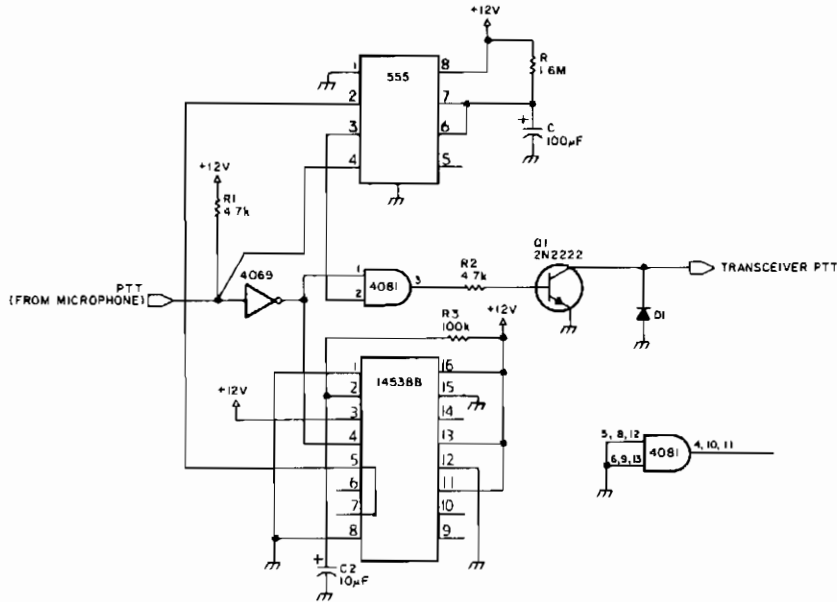 +12V
555
1
2
3
4
8
7
6
5
R
1.6M
+
C
100µF
+12V
R1
4.7k
PTT
(FROM MICROPHONE)
4069
1
2
4081
3
R2
4.7k
Q1
2N2222
TRANSCEIVER PTT
D1
R3
100k
+12V
+12V
14538B
1
2
3
4
5
6
7
8
16
15
14
13
12
11
10
9
+
C2
10µF
5, 8, 12
6, 9, 13
4081
4, 10, 11